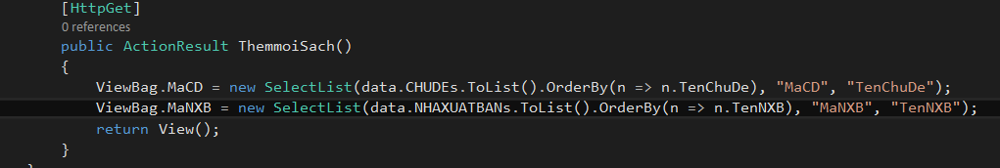 [HttpGet]
0 references
public ActionResult ThemmoiSach()
{
ViewBag.MaCD = new SelectList(data.CHUDEs.ToList().OrderBy(n => n.TenChuDe), "MaCD", "TenChuDe");
ViewBag.MaNXB = new SelectList(data.NHAXUATBANs.ToList().OrderBy(n => n.TenNXB), "MaNXB", "TenNXB");
return View();
}